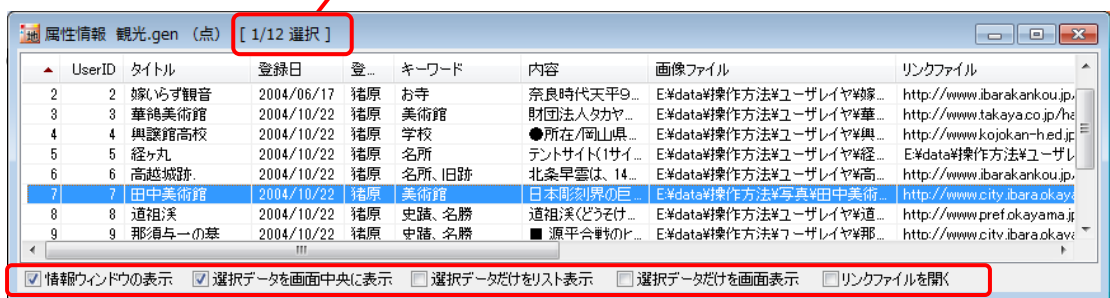 属性情報 観光.gen （点） [ 1/12 選択 ]
▲ UserID タイトル 登録日 登... キーワード 内容 画像ファイル リンクファイル
2 2 嫁いらず観音 2004/06/17 猪原 お寺 奈良時代天平9... E:¥data¥操作方法¥ユーザレイヤ¥嫁... http://www.ibarakankou.jp/
3 3 華鴒美術館 2004/10/22 猪原 美術館 財団法人タカヤ... E:¥data¥操作方法¥ユーザレイヤ¥華... http://www.takaya.co.jp/ha
4 4 興譲館高校 2004/10/22 猪原 学校 ●所在/岡山県... E:¥data¥操作方法¥ユーザレイヤ¥興... http://www.kojokan-h.ed.jp
5 5 経ヶ丸 2004/10/22 猪原 名所 テントサイト(1サイ... E:¥data¥操作方法¥ユーザレイヤ¥経... E:¥data¥操作方法¥ユーザレ
6 6 高越城跡. 2004/10/22 猪原 名所、旧跡 北条早雲は、14... E:¥data¥操作方法¥ユーザレイヤ¥高... http://www.ibarakankou.jp/
7 7 田中美術館 2004/10/22 猪原 美術館 日本彫刻界の巨... E:¥data¥操作方法¥写真¥田中美術... http://www.city.ibara.okaya
8 8 道祖渓 2004/10/22 猪原 史蹟、名勝 道祖渓(どうそけ... E:¥data¥操作方法¥ユーザレイヤ¥道... http://www.pref.okayama.jp
9 9 那須与一の墓 2004/10/22 猪原 史蹟、名勝 ■ 源平合戦のヒ... E:¥data¥操作方法¥ユーザレイヤ¥那... http://www.city.ibara.okaya
情報ウィンドウの表示 選択データを画面中央に表示 選択データだけをリスト表示 選択データだけを画面表示 リンクファイルを開く